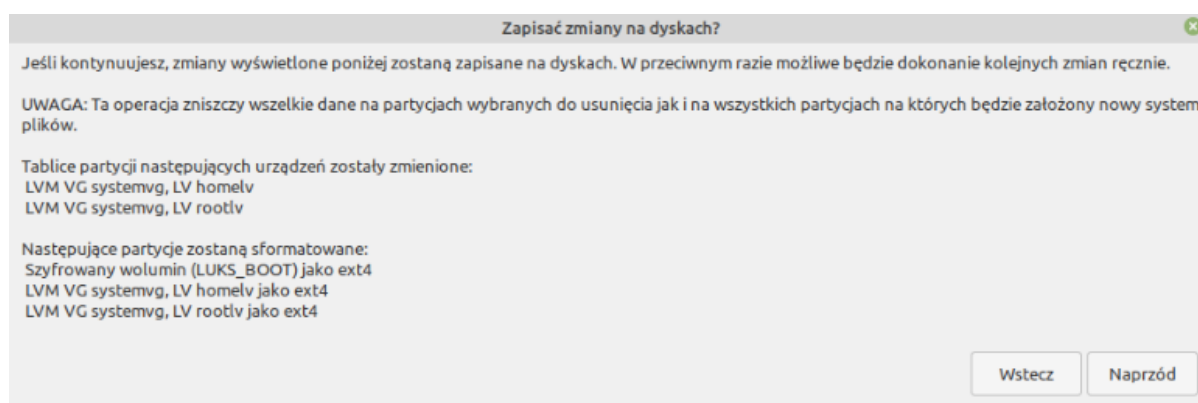 Zapisać zmiany na dyskach?
Jeśli kontynuujesz, zmiany wyświetlone poniżej zostaną zapisane na dyskach. W przeciwnym razie możliwe będzie dokonanie kolejnych zmian ręcznie.
UWAGA: Ta operacja zniszczy wszelkie dane na partycjach wybranych do usunięcia jak i na wszystkich partycjach na których będzie założony nowy system
plików.
Tablice partycji następujących urządzeń zostały zmienione:
LVM VG systemvg, LV homelv
LVM VG systemvg, LV rootlv
Następujące partycje zostaną sformatowane:
Szyfrowany wolumin (LUKS_BOOT) jako ext4
LVM VG systemvg, LV homelv jako ext4
LVM VG systemvg, LV rootlv jako ext4
Wstecz Naprzód